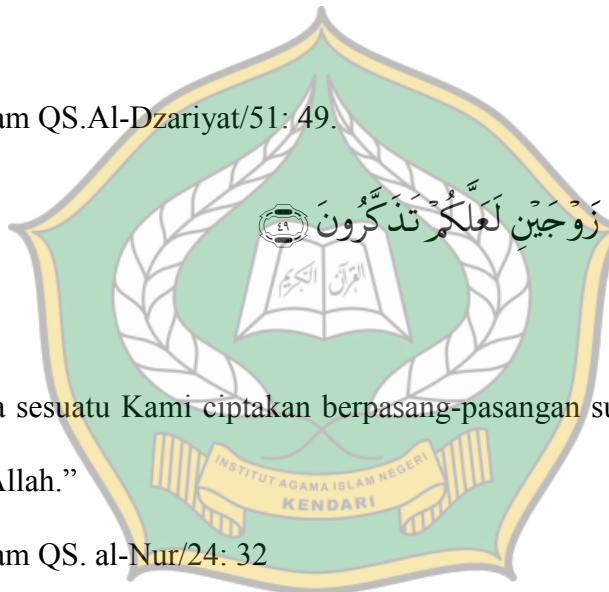 am QS.Al-Dzariyat/51: 49.
زَوْجَيْنِ لَعَلَّكُمْ تَذَكَّرُونَ ٤٩
القرآن الكريم
a sesuatu Kami ciptakan berpasang-pasangan su
Allah.”
INSTITUT AGAMA ISLAM NEGERI
KENDARI
am QS. al-Nur/24: 32